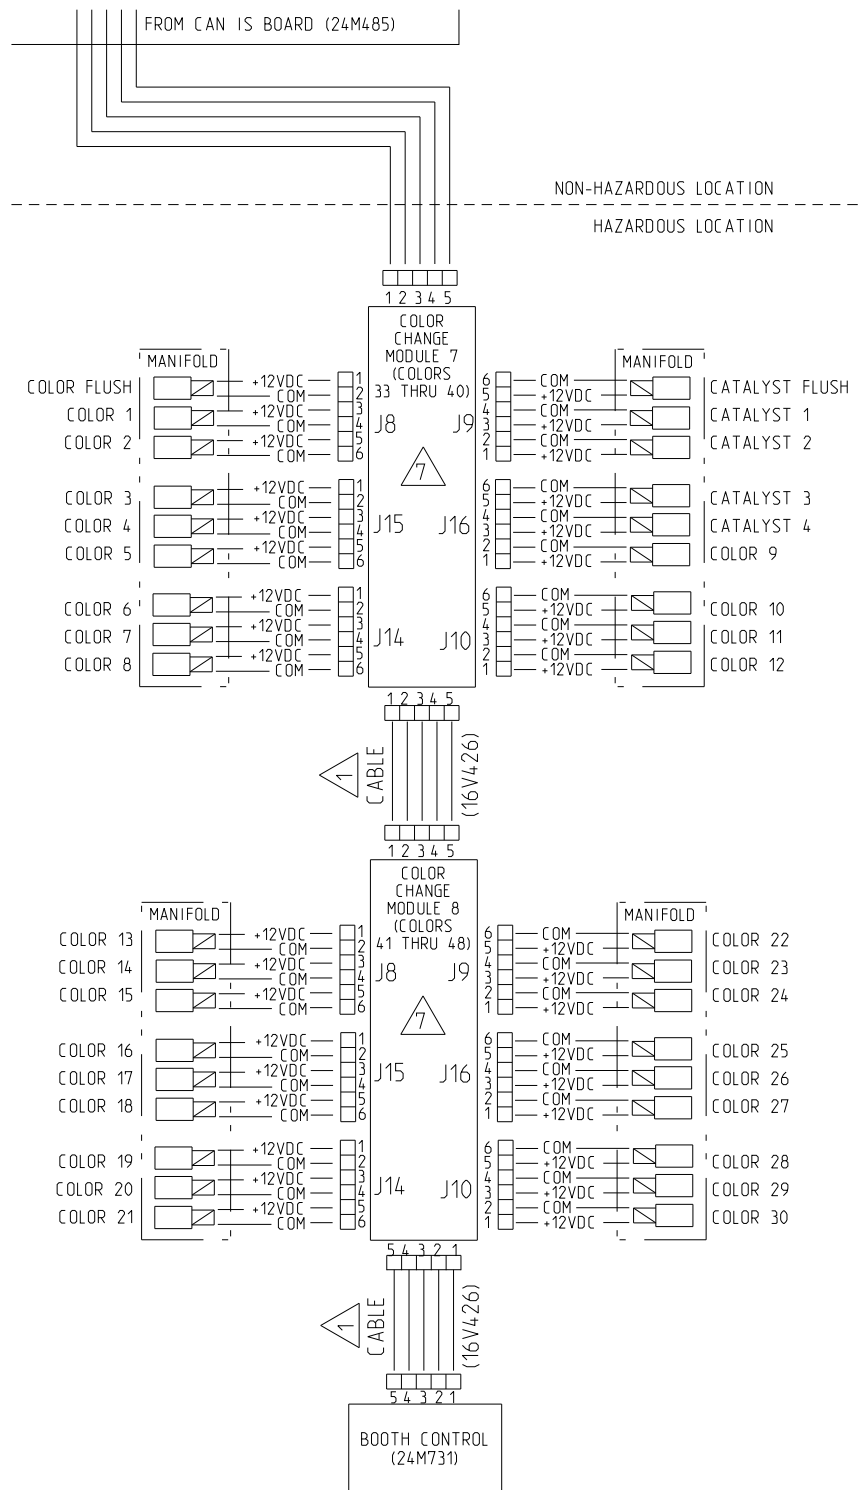 FROM CAN IS BOARD (24M485)
NON-HAZARDOUS LOCATION
HAZARDOUS LOCATION
1 2 3 4 5
COLOR
CHANGE
MODULE 7
(COLORS
33 THRU 40)
MANIFOLD
MANIFOLD
COLOR FLUSH +12VDC 1 6 COM CATALYST FLUSH
COM 2 5 +12VDC
COLOR 1 +12VDC 3 4 COM CATALYST 1
COM 4 J8 J9 3 +12VDC
COLOR 2 +12VDC 5 2 COM CATALYST 2
COM 6 1 +12VDC
7
COLOR 3 +12VDC 1 6 COM CATALYST 3
COM 2 5 +12VDC
COLOR 4 +12VDC 3 4 COM CATALYST 4
COM 4 J15 J16 3 +12VDC
COLOR 5 +12VDC 5 2 COM COLOR 9
COM 6 1 +12VDC
COLOR 6 +12VDC 1 6 COM COLOR 10
COM 2 5 +12VDC
COLOR 7 +12VDC 3 4 COM COLOR 11
COM 4 J14 J10 3 +12VDC
COLOR 8 +12VDC 5 2 COM COLOR 12
COM 6 1 +12VDC
1 2 3 4 5
1 CABLE (16V426)
1 2 3 4 5
COLOR
CHANGE
MODULE 8
(COLORS
41 THRU 48)
MANIFOLD
MANIFOLD
COLOR 13 +12VDC 1 6 COM COLOR 22
COM 2 5 +12VDC
COLOR 14 +12VDC 3 4 COM COLOR 23
COM 4 J8 J9 3 +12VDC
COLOR 15 +12VDC 5 2 COM COLOR 24
COM 6 1 +12VDC
7
COLOR 16 +12VDC 1 6 COM COLOR 25
COM 2 5 +12VDC
COLOR 17 +12VDC 3 4 COM COLOR 26
COM 4 J15 J16 3 +12VDC
COLOR 18 +12VDC 5 2 COM COLOR 27
COM 6 1 +12VDC
COLOR 19 +12VDC 1 6 COM COLOR 28
COM 2 5 +12VDC
COLOR 20 +12VDC 3 4 COM COLOR 29
COM 4 J14 J10 3 +12VDC
COLOR 21 +12VDC 5 2 COM COLOR 30
COM 6 1 +12VDC
5 4 3 2 1
1 CABLE (16V426)
5 4 3 2 1
BOOTH CONTROL
(24M731)